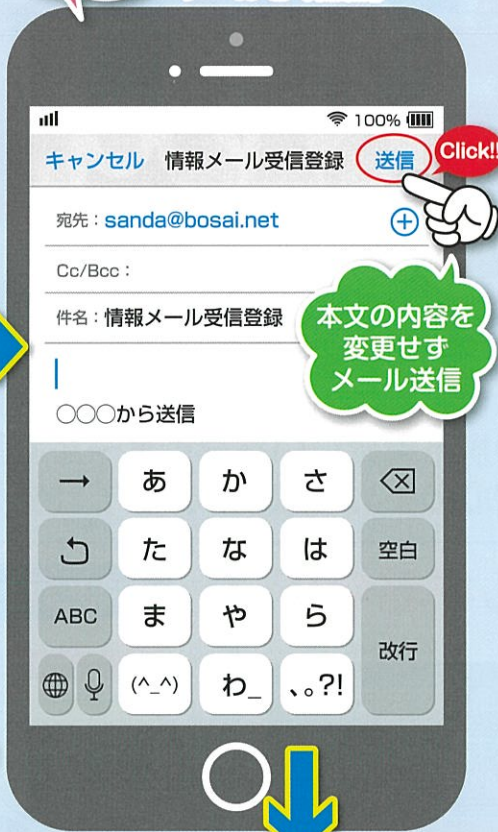 100%
キャンセル 情報メール受信登録 送信
Click!!
宛先：sanda@bosai.net
Cc/Bcc：
件名：情報メール受信登録
本文の内容を
変更せず
メール送信
○○○から送信
→ あ か さ
た な は 空白
ABC ま や ら
改行
(^_^) わ_ 、。?!